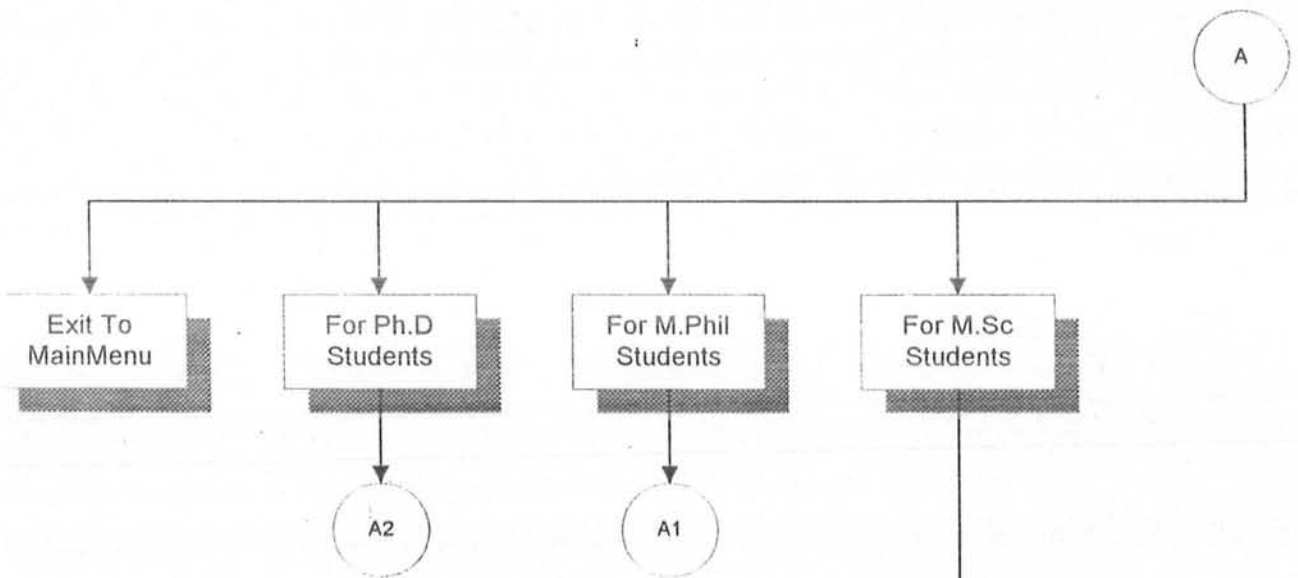 A
Exit To
MainMenu
For Ph.D
Students
For M.Phil
Students
For M.Sc
Students
A2
A1